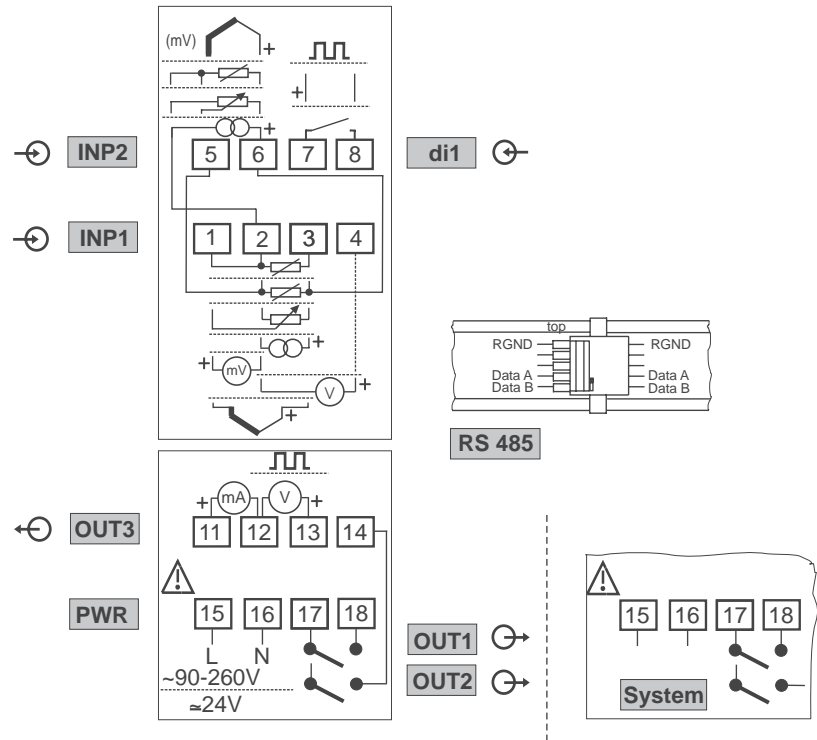 (mV)
+
+
+
INP2
5 6 7 8
di1
INP1
1 2 3 4
+
+
mV
+
V
+
top
RGND RGND
Data A Data A
Data B Data B
RS 485
+ mA V +
OUT3
11 12 13 14
PWR
15 16 17 18
L N
~90-260V
≃24V
OUT1
OUT2
15 16 17 18
System